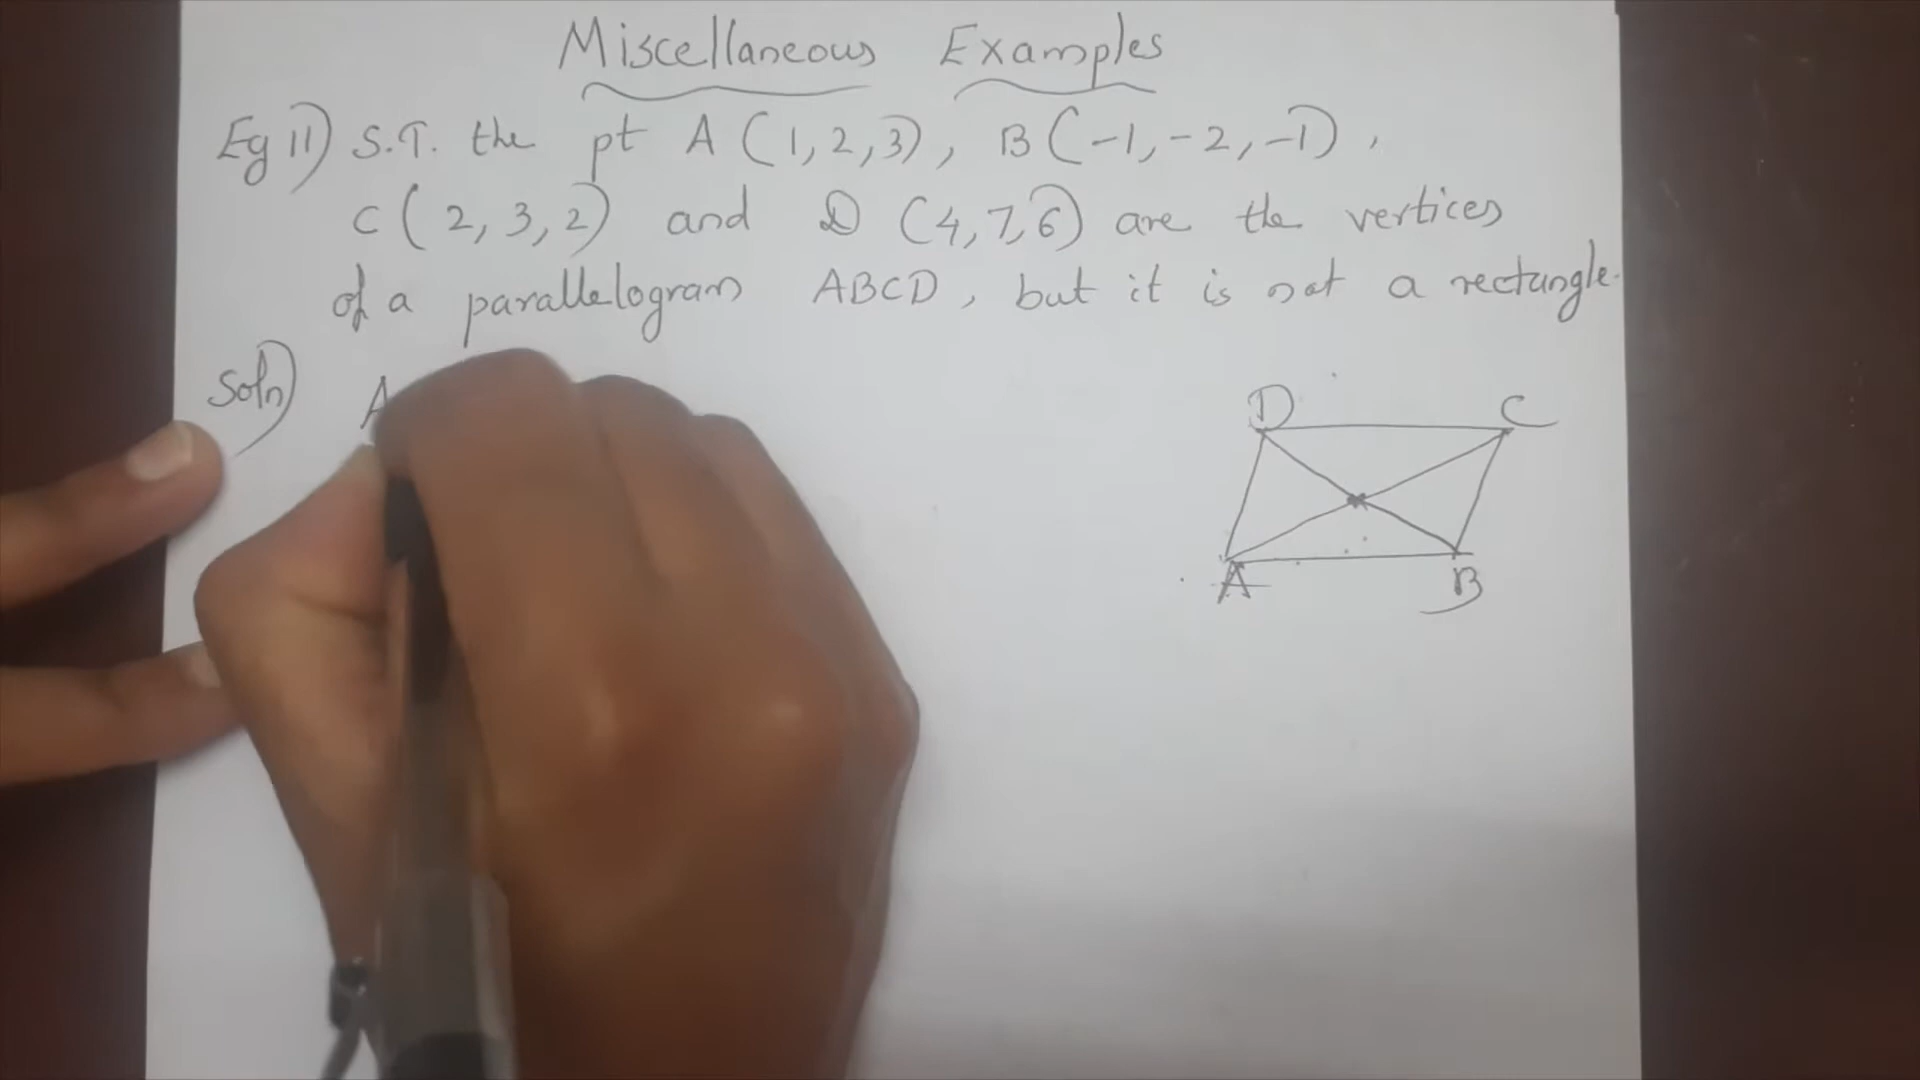 Miscellaneous Examples
Eg 11) S.T. the pt A (1, 2, 3), B (-1, -2, -1),
C (2, 3, 2) and D (4, 7, 6) are the vertices
of a parallelogram ABCD, but it is not a rectangle.
Soln) A
D C
A B